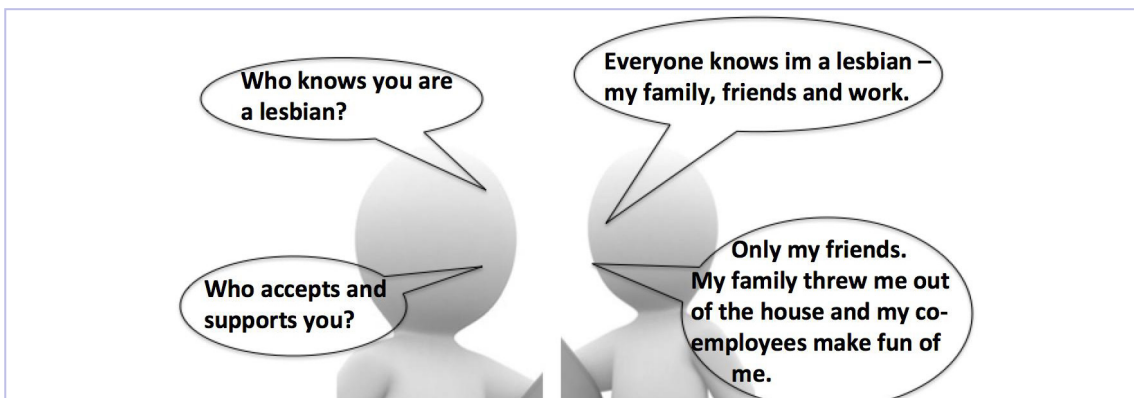 Who knows you are
a lesbian?
Everyone knows im a lesbian –
my family, friends and work.
Who accepts and
supports you?
Only my friends.
My family threw me out
of the house and my co-
employees make fun of
me.